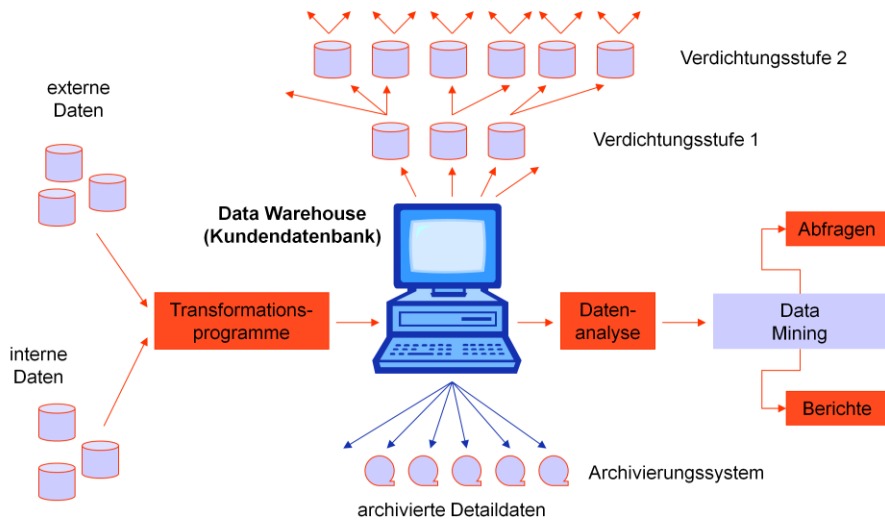 Verdichtungsstufe 2
externe
Daten
Verdichtungsstufe 1
Data Warehouse
(Kundendatenbank)
Abfragen
Transformations-
programme
Daten-
analyse
Data
Mining
interne
Daten
Berichte
Archivierungssystem
archivierte Detaildaten